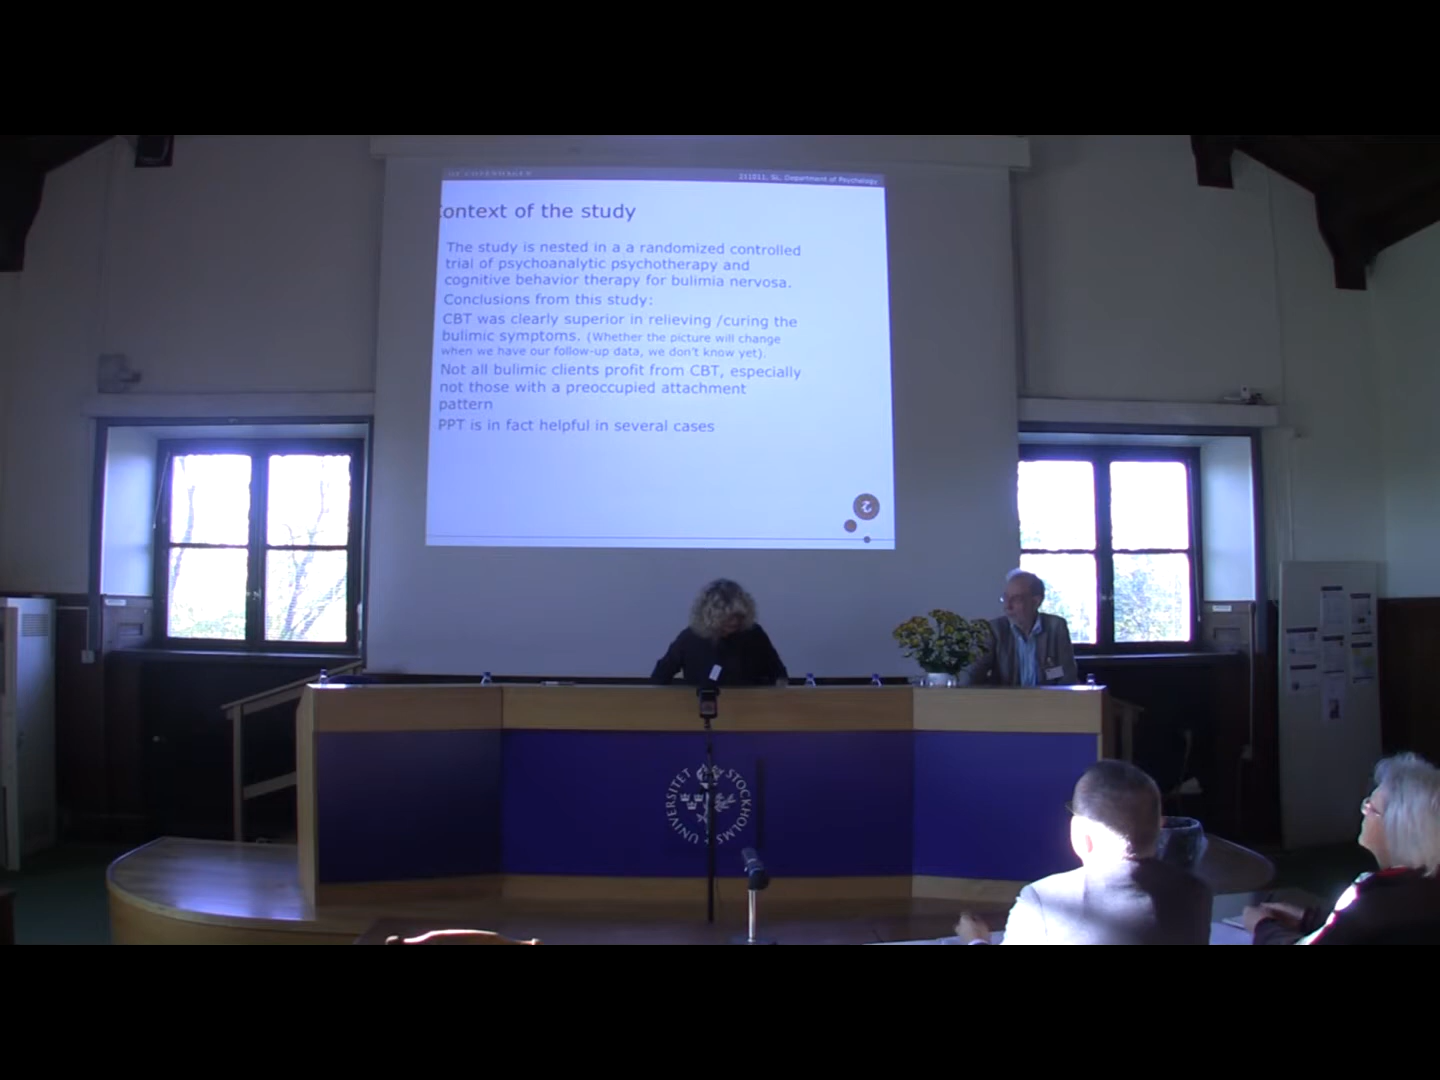 OF COPENHAGEN
211011, SL, Department of Psychology
Context of the study
The study is nested in a a randomized controlled
trial of psychoanalytic psychotherapy and
cognitive behavior therapy for bulimia nervosa.
Conclusions from this study:
CBT was clearly superior in relieving /curing the
bulimic symptoms. (Whether the picture will change
when we have our follow-up data, we don't know yet).
Not all bulimic clients profit from CBT, especially
not those with a preoccupied attachment
pattern
PPT is in fact helpful in several cases
STOCKHOLMS UNIVERSITET